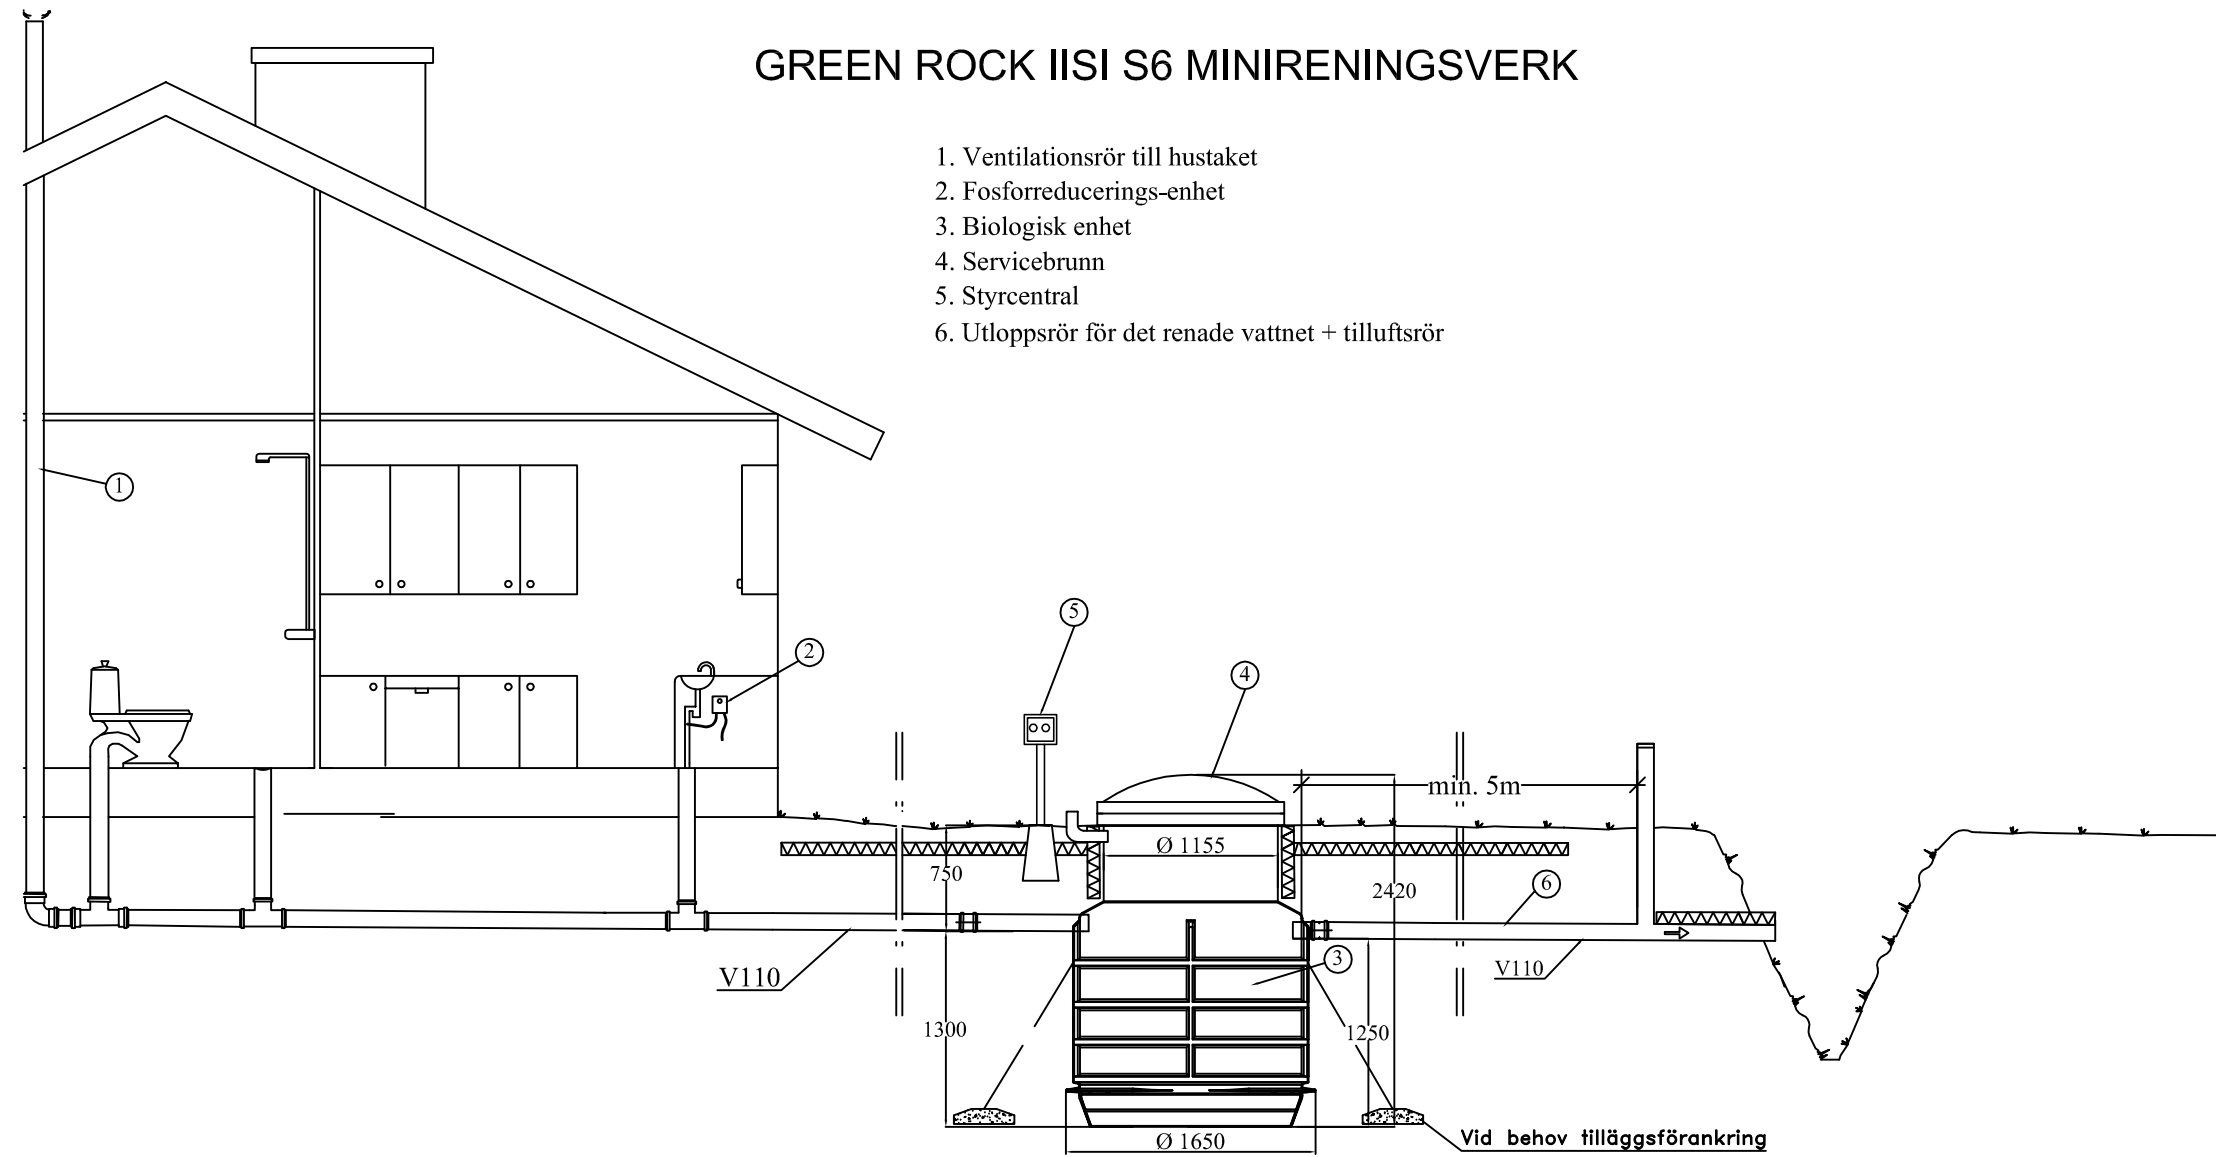 GREEN ROCK IISI S6 MINIRENINGSVERK
1. Ventilationsrör till hustaket
2. Fosforreducerings-enhet
3. Biologisk enhet
4. Servicebrunn
5. Styrcentral
6. Utloppsrör för det renade vattnet + tilluftsrör
1
5
2
4
min. 5m
Ø 1155
750
2420
6
3
V110
V110
1300
1250
Ø 1650
Vid behov tilläggsförankring